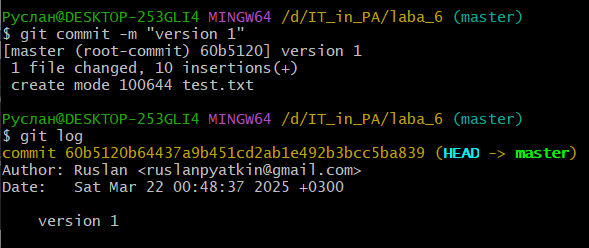 Руслан@DESKTOP-253GLI4 MINGW64 /d/IT_in_PA/laba_6 (master)
$ git commit -m "version 1"
[master (root-commit) 60b5120] version 1
 1 file changed, 10 insertions(+)
 create mode 100644 test.txt

Руслан@DESKTOP-253GLI4 MINGW64 /d/IT_in_PA/laba_6 (master)
$ git log
commit 60b5120b64437a9b451cd2ab1e492b3bcc5ba839 (HEAD -> master)
Author: Ruslan <ruslanpyatkin@gmail.com>
Date:   Sat Mar 22 00:48:37 2025 +0300

    version 1